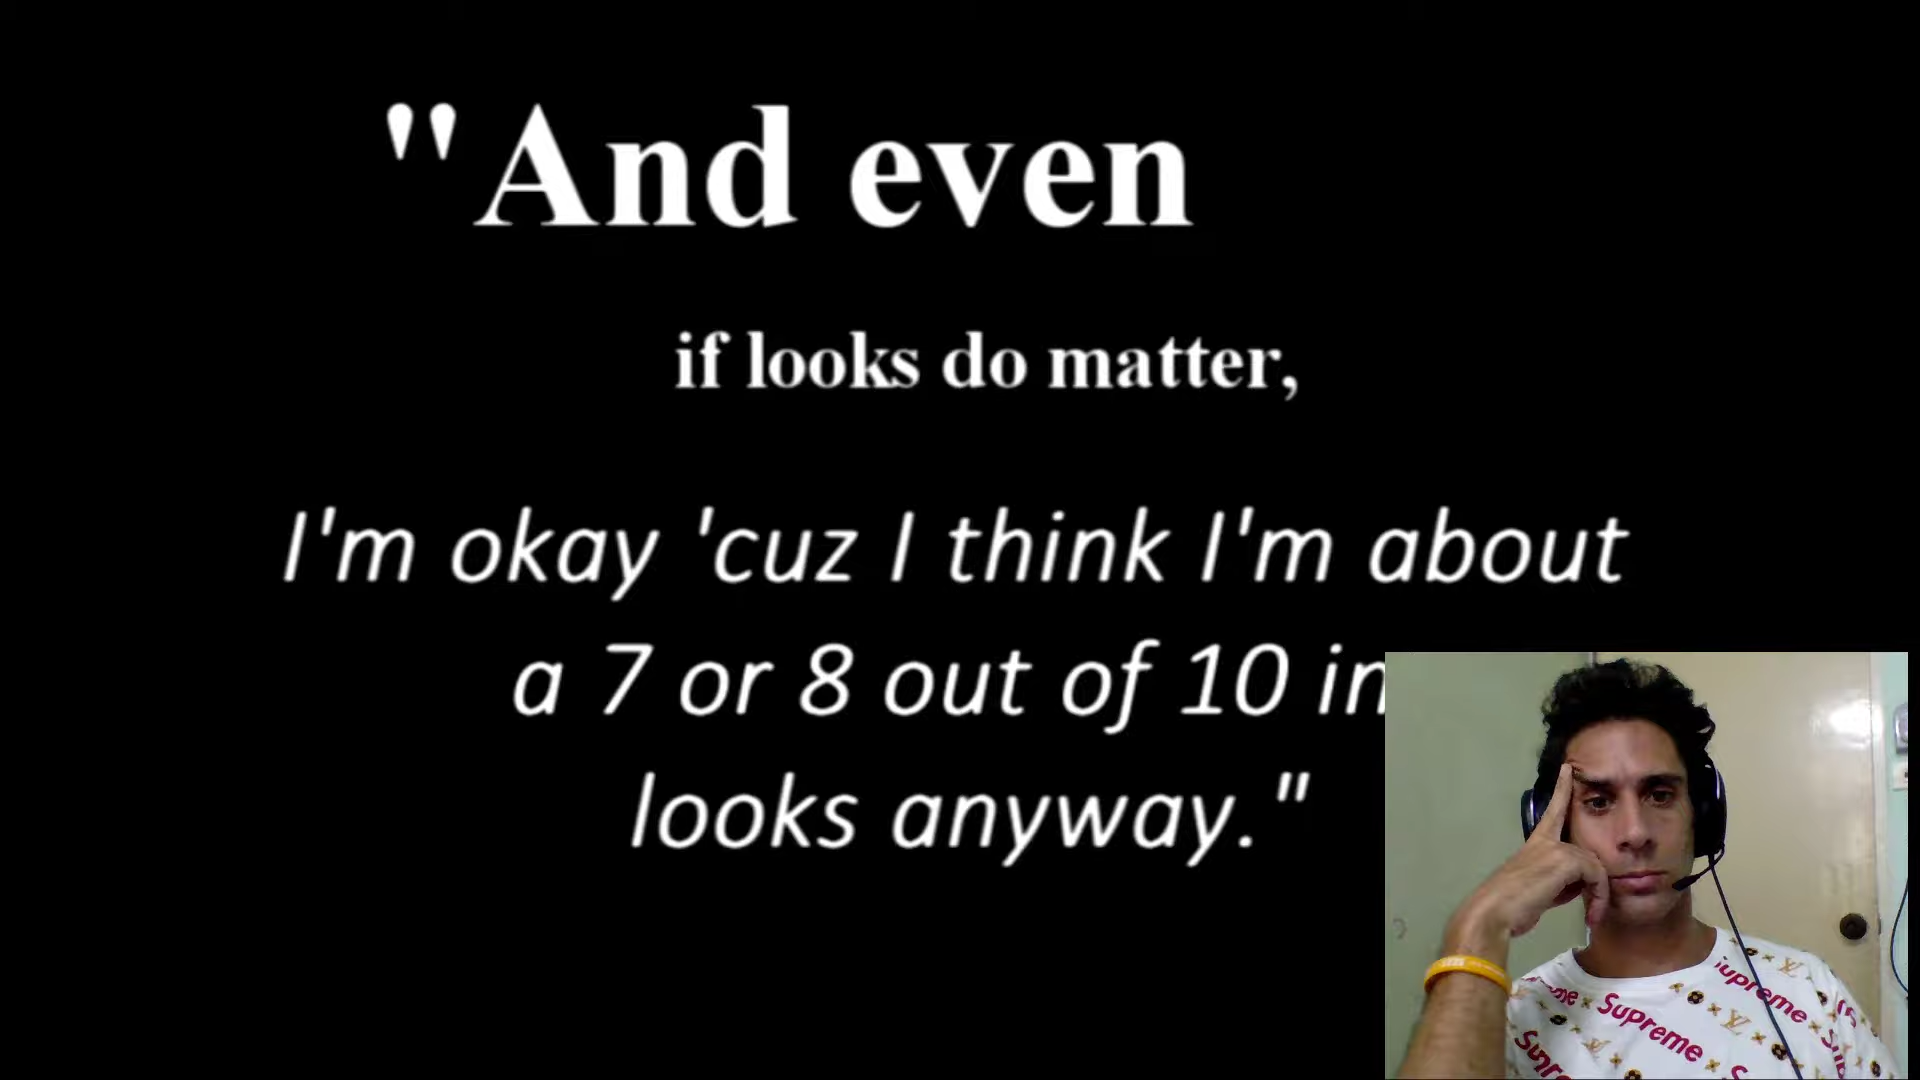 "And even
if looks do matter,
I'm okay 'cuz I think I'm about
a 7 or 8 out of 10 in
looks anyway."
Supreme
Supreme